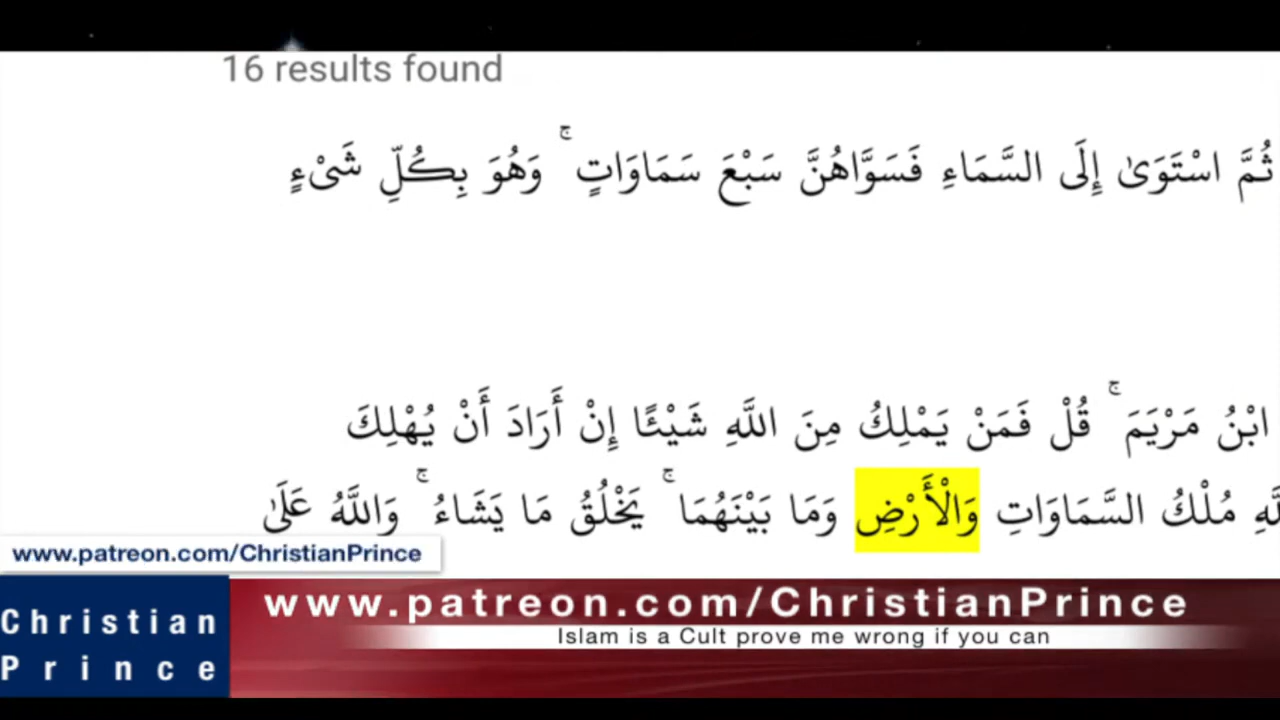 16 results found
ثُمَّ اسْتَوَىٰ إِلَى السَّمَاءِ فَسَوَّاهُنَّ سَبْعَ سَمَاوَاتٍ ۚ وَهُوَ بِكُلِّ شَيْءٍ
ابْنُ مَرْيَمَ ۚ قُلْ فَمَنْ يَمْلِكُ مِنَ اللَّهِ شَيْئًا إِنْ أَرَادَ أَنْ يُهْلِكَ
مُلْكُ السَّمَاوَاتِ وَالْأَرْضِ وَمَا بَيْنَهُمَا ۚ يَخْلُقُ مَا يَشَاءُ ۚ وَاللَّهُ عَلَىٰ
www.patreon.com/ChristianPrince
www.patreon.com/ChristianPrince
Islam is a Cult prove me wrong if you can
Christian
Prince